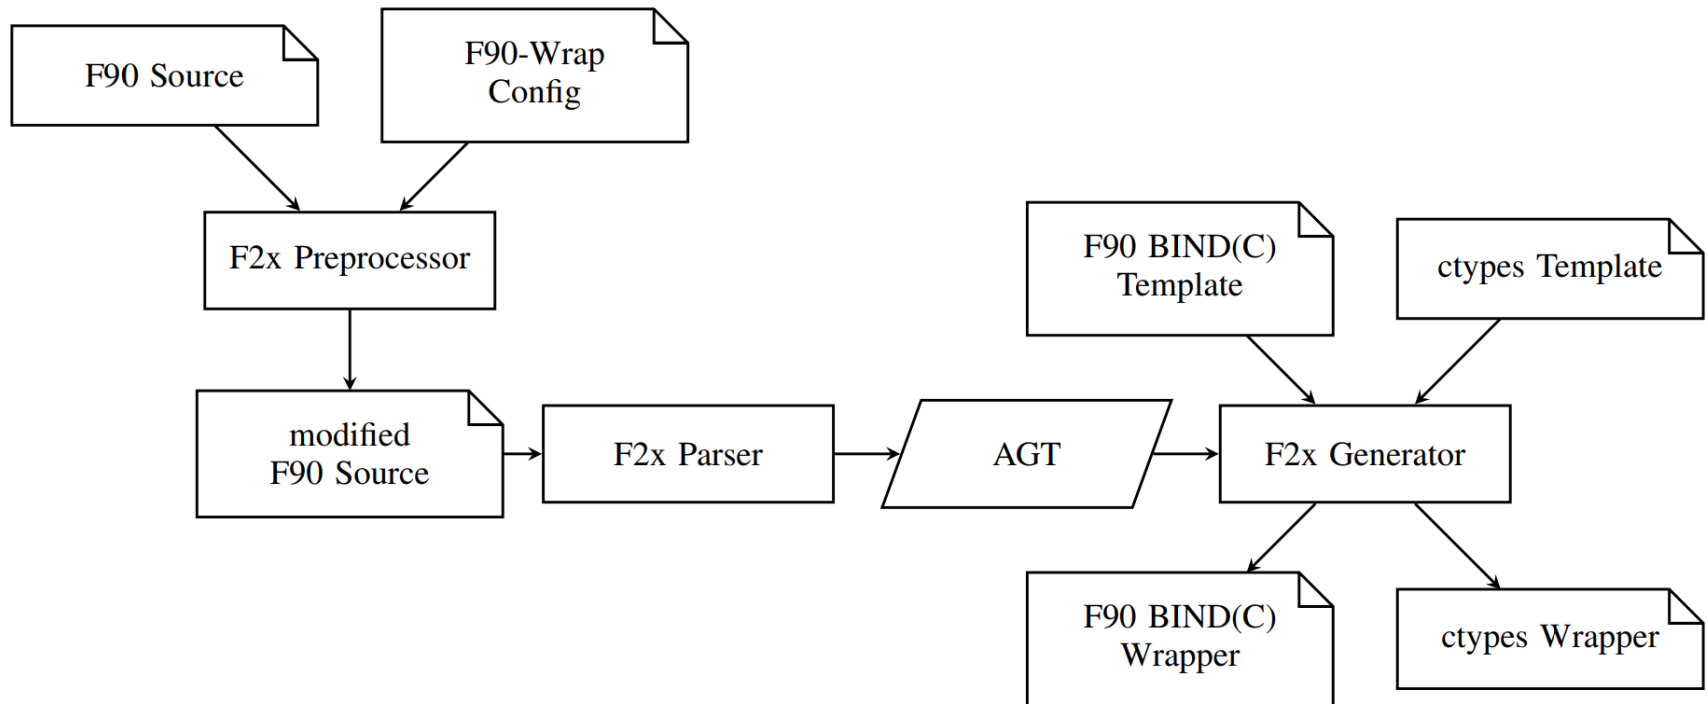 F90 Source
F90-Wrap
Config
F2x Preprocessor
F90 BIND(C)
Template
ctypes Template
modified
F90 Source
F2x Parser
AGT
F2x Generator
F90 BIND(C)
Wrapper
ctypes Wrapper